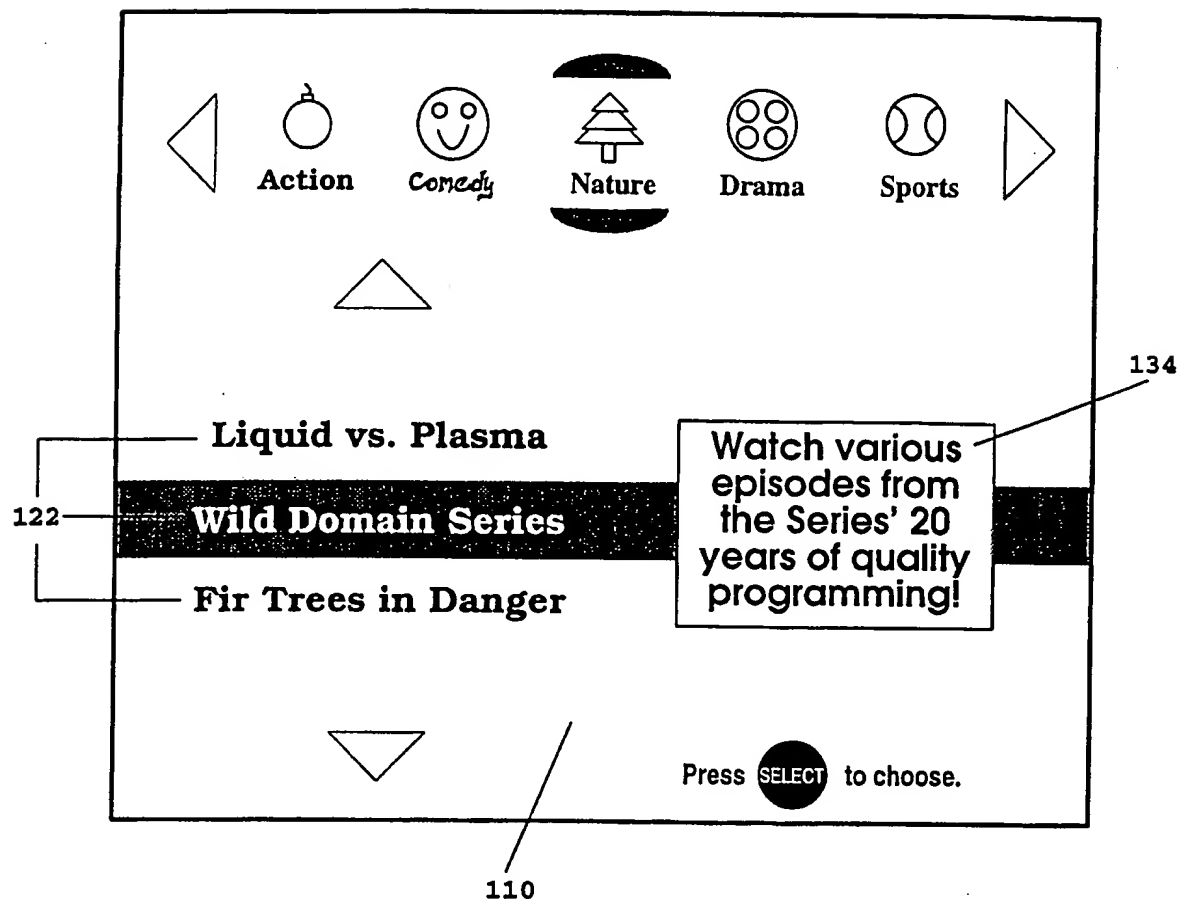 Action Comedy Nature Drama Sports
134
Liquid vs. Plasma
122
Wild Domain Series
Fir Trees in Danger
Watch various
episodes from
the Series' 20
years of quality
programming!
Press SELECT to choose.
110